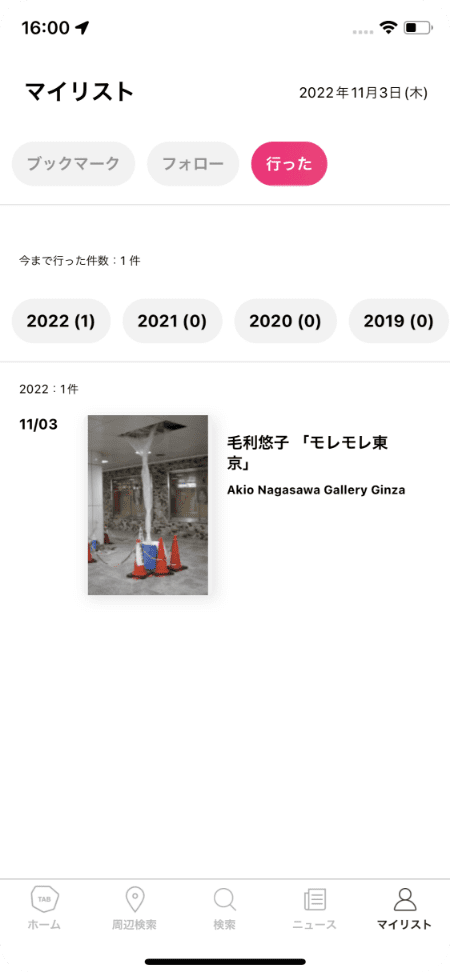 16:00
マイリスト
2022年11月3日(木)
ブックマーク フォロー 行った
今まで行った件数：1 件
2022 (1) 2021 (0) 2020 (0) 2019 (0)
2022：1件
11/03
毛利悠子 「モレモレ東
京」
Akio Nagasawa Gallery Ginza
TAB
ホーム 周辺検索 検索 ニュース マイリスト